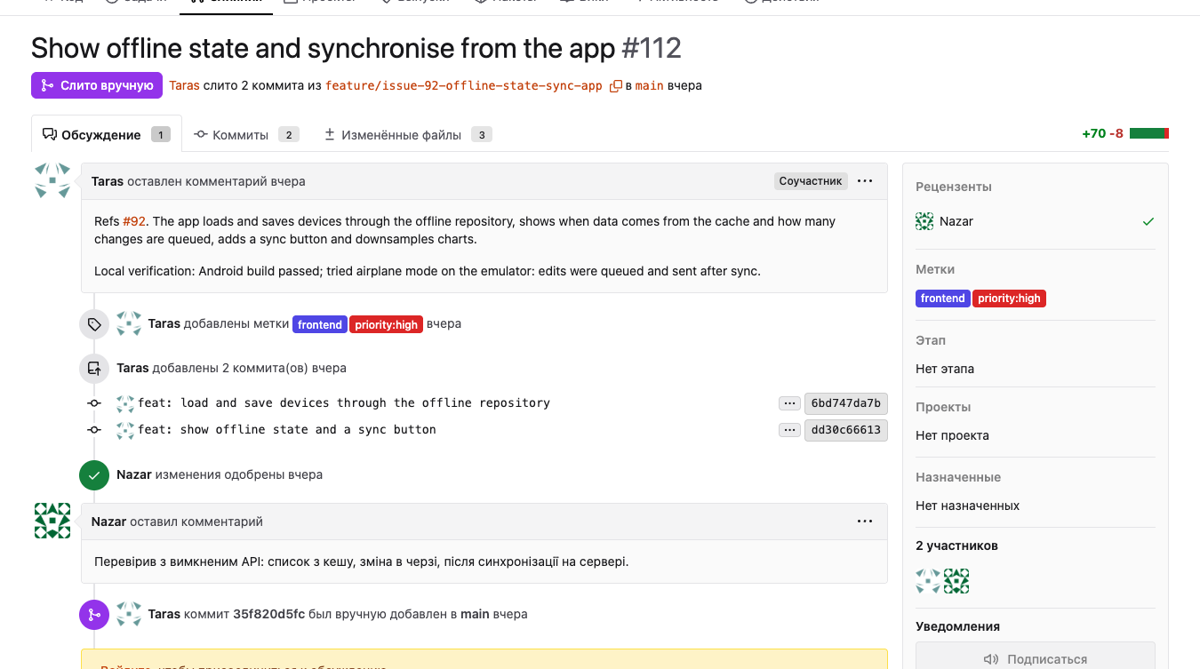 Show offline state and synchronise from the app #112
Слито вручную Taras слито 2 коммита из feature/issue-92-offline-state-sync-app в main вчера
Обсуждение 1 Коммиты 2 Изменённые файлы 3 +70 -8
Taras оставлен комментарий вчера Соучастник
Refs #92. The app loads and saves devices through the offline repository, shows when data comes from the cache and how many
changes are queued, adds a sync button and downsamples charts.
Local verification: Android build passed; tried airplane mode on the emulator: edits were queued and sent after sync.
Taras добавлены метки frontend priority:high вчера
Taras добавлены 2 коммита(ов) вчера
feat: load and save devices through the offline repository ... 6bd747da7b
feat: show offline state and a sync button ... dd30c66613
Nazar изменения одобрены вчера
Nazar оставил комментарий
Перевірив з вимкненим API: список з кешу, зміна в черзі, після синхронізації на сервері.
Taras коммит 35f820d5fc был вручную добавлен в main вчера
Рецензенты
Nazar
Метки
frontend priority:high
Этап
Нет этапа
Проекты
Нет проекта
Назначенные
Нет назначенных
2 участников
Уведомления
Подписаться